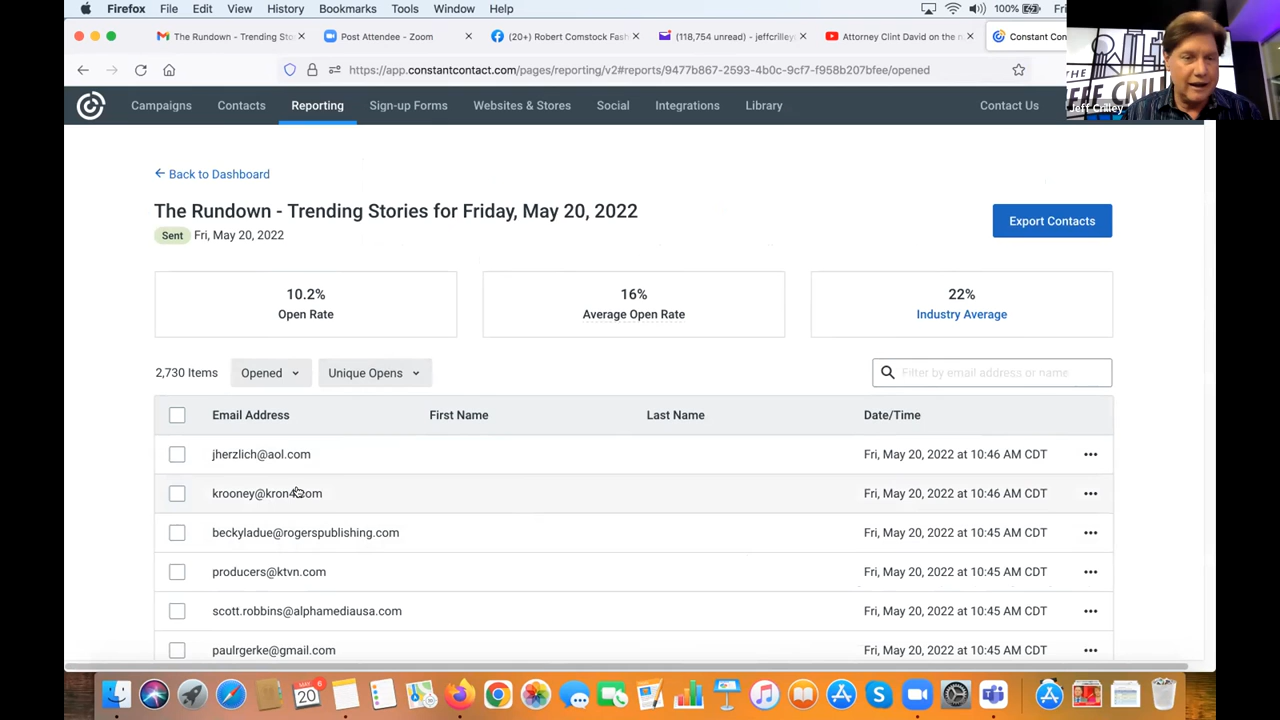 Firefox File Edit View History Bookmarks Tools Window Help 100% Fri
The Rundown - Trending Sto Post Attendee - Zoom (20+) Robert Comstock Fash (118,754 unread) - jeffcrilley Attorney Clint David on the Constant Con
https://app.constantcontact.com/pages/reporting/v2#reports/9477b867-2593-4b0c-9cf7-f958b207bfee/opened
Jeff Crilley
Campaigns Contacts Reporting Sign-up Forms Websites & Stores Social Integrations Library Contact Us
Back to Dashboard
The Rundown - Trending Stories for Friday, May 20, 2022
Export Contacts
Sent Fri, May 20, 2022
10.2% 16% 22%
Open Rate Average Open Rate Industry Average
2,730 Items Opened Unique Opens Filter by email address or name
Email Address First Name Last Name Date/Time
jherzlich@aol.com Fri, May 20, 2022 at 10:46 AM CDT
krooney@kron4.com Fri, May 20, 2022 at 10:46 AM CDT
beckyladue@rogerspublishing.com Fri, May 20, 2022 at 10:45 AM CDT
producers@ktvn.com Fri, May 20, 2022 at 10:45 AM CDT
scott.robbins@alphamediausa.com Fri, May 20, 2022 at 10:45 AM CDT
paulrgerke@gmail.com Fri, May 20, 2022 at 10:45 AM CDT
MAY
20